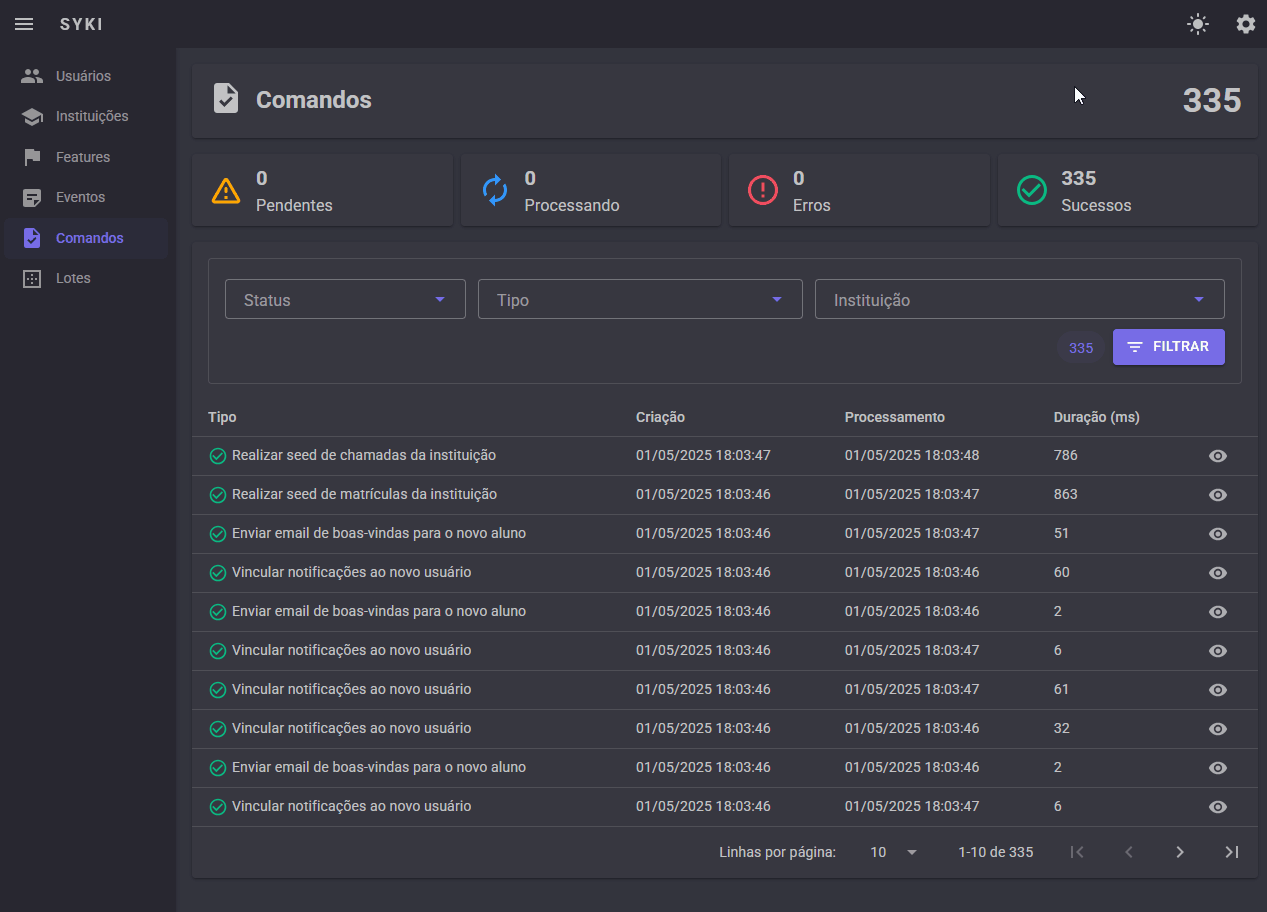 SYKI
Usuários
Instituições
Features
Eventos
Comandos
Lotes
Comandos
335
0
Pendentes
0
Processando
0
Erros
335
Sucessos
Status
Tipo
Instituição
335
FILTRAR
Tipo Criação Processamento Duração (ms)
Realizar seed de chamadas da instituição 01/05/2025 18:03:47 01/05/2025 18:03:48 786
Realizar seed de matrículas da instituição 01/05/2025 18:03:46 01/05/2025 18:03:47 863
Enviar email de boas-vindas para o novo aluno 01/05/2025 18:03:46 01/05/2025 18:03:47 51
Vincular notificações ao novo usuário 01/05/2025 18:03:46 01/05/2025 18:03:46 60
Enviar email de boas-vindas para o novo aluno 01/05/2025 18:03:46 01/05/2025 18:03:46 2
Vincular notificações ao novo usuário 01/05/2025 18:03:46 01/05/2025 18:03:47 6
Vincular notificações ao novo usuário 01/05/2025 18:03:46 01/05/2025 18:03:47 61
Vincular notificações ao novo usuário 01/05/2025 18:03:46 01/05/2025 18:03:46 32
Enviar email de boas-vindas para o novo aluno 01/05/2025 18:03:46 01/05/2025 18:03:46 2
Vincular notificações ao novo usuário 01/05/2025 18:03:46 01/05/2025 18:03:47 6
Linhas por página: 10 1-10 de 335